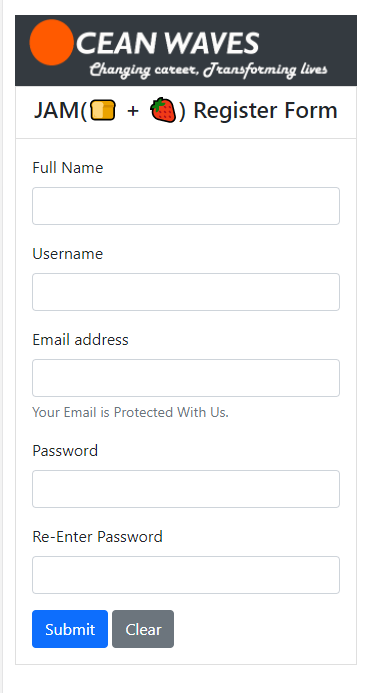 CEAN WAVES
Changing career, Transforming lives
JAM(🍞 + 🍓) Register Form
Full Name
Username
Email address
Your Email is Protected With Us.
Password
Re-Enter Password
Submit Clear